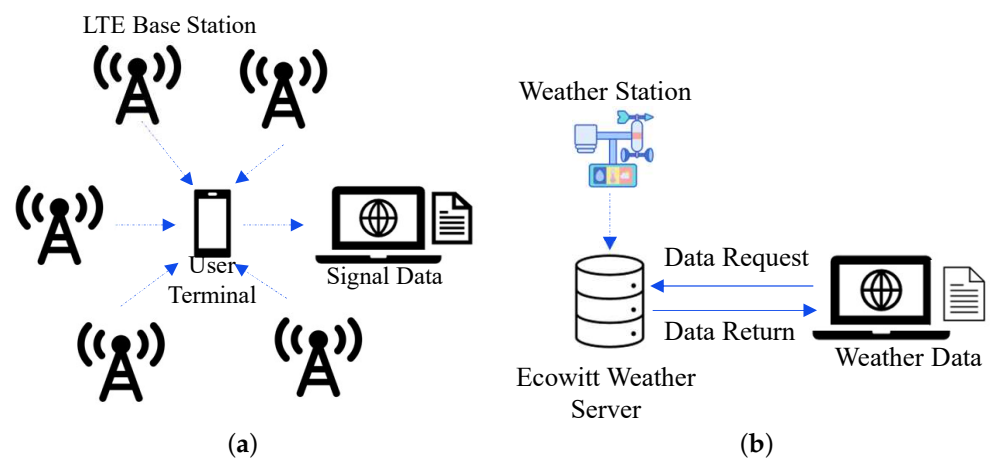 LTE Base Station
User
Terminal
Signal Data
(a)
Weather Station
Data Request
Data Return
Ecowitt Weather
Server
Weather Data
(b)